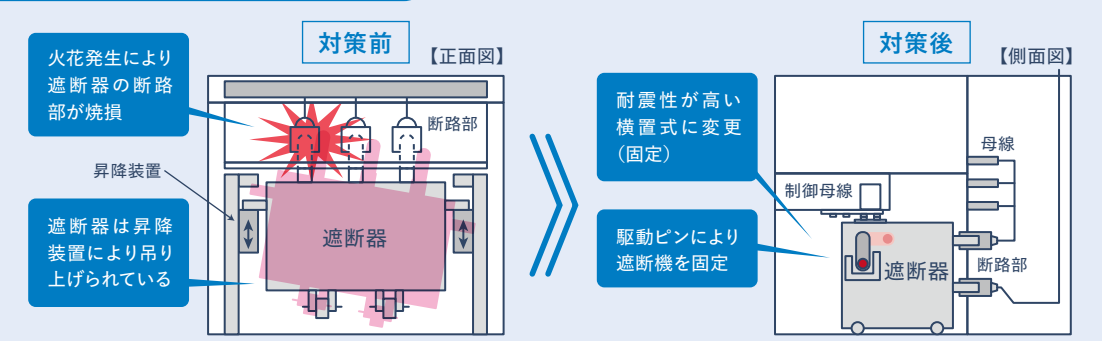 対策前
【正面図】
火花発生により
遮断器の断路
部が焼損
断路部
昇降装置
遮断器は昇降
装置により吊り
上げられている
遮断器
対策後
【側面図】
耐震性が高い
横置式に変更
（固定）
母線
制御母線
駆動ピンにより
遮断機を固定
遮断器
断路部